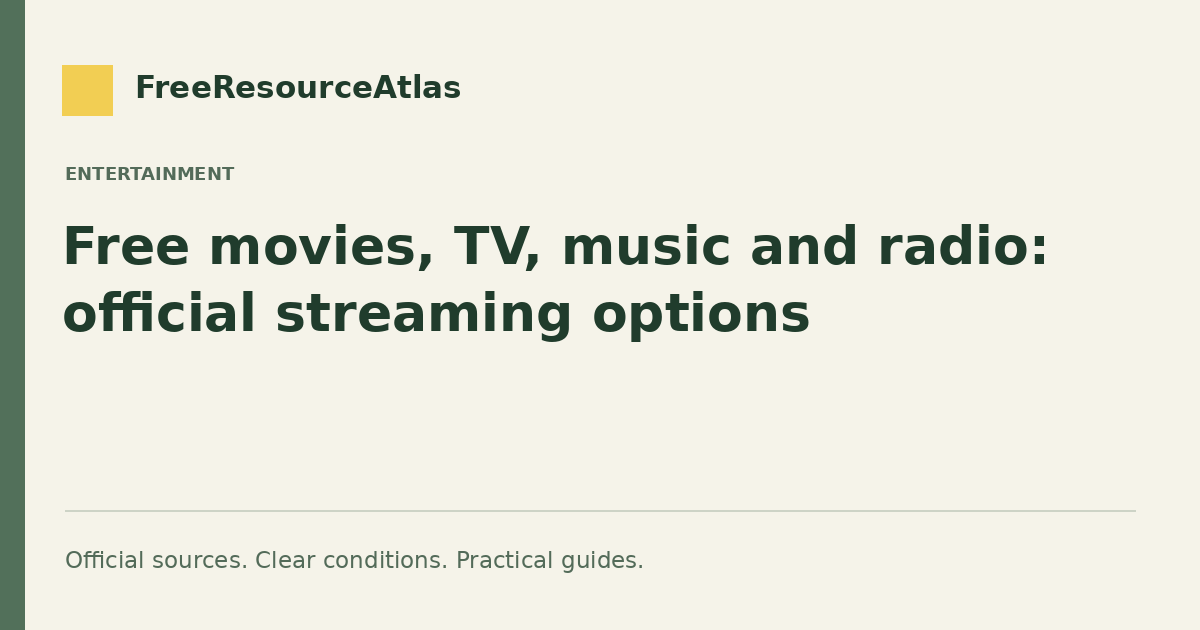 FreeResourceAtlas
ENTERTAINMENT
Free movies, TV, music and radio:
official streaming options
Official sources. Clear conditions. Practical guides.